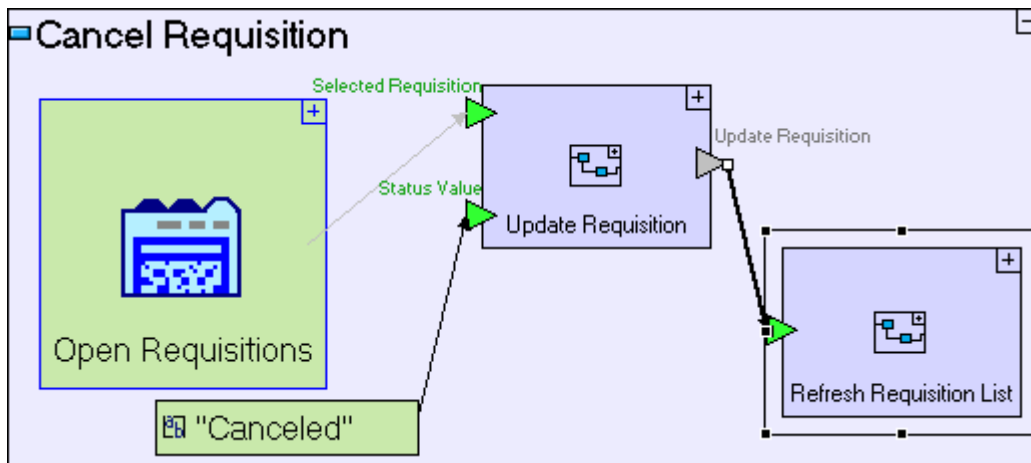 Cancel Requisition
Selected Requisition
Update Requisition
Status Value
Update Requisition
Open Requisitions
Refresh Requisition List
"Canceled"